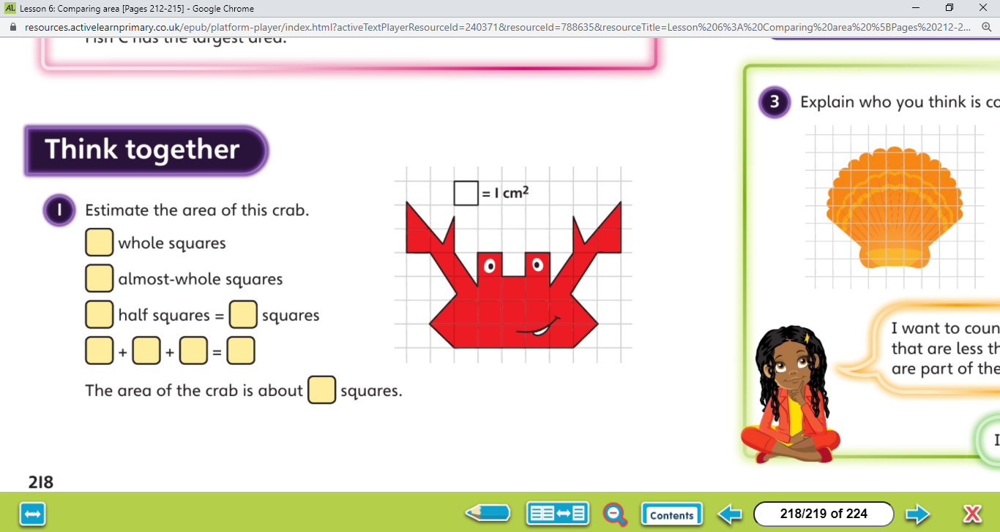 Lesson 6: Comparing area [Pages 212-215] - Google Chrome
resources.activelearnprimary.co.uk/epub/platform-player/index.html?activeTextPlayerResourceId=240371&resourceId=788635&resourceTitle=Lesson%206%3A%20Comparing%20area%20%5BPages%20212-2...
Fish C has the largest area.
Think together
1 Estimate the area of this crab.
whole squares
almost-whole squares
half squares = squares
+ + =
The area of the crab is about squares.
= 1 cm²
218
3 Explain who you think is co
I want to coun
that are less th
are part of the
I
Contents
218/219 of 224
X